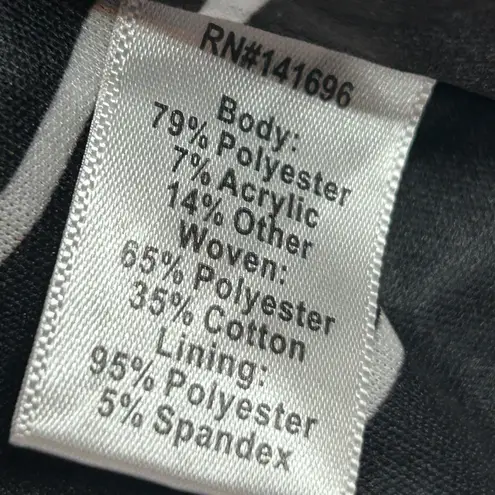 RN#141696
Body:
79% Polyester
7% Acrylic
14% Other
Woven:
65% Polyester
35% Cotton
Lining:
95% Polyester
5% Spandex